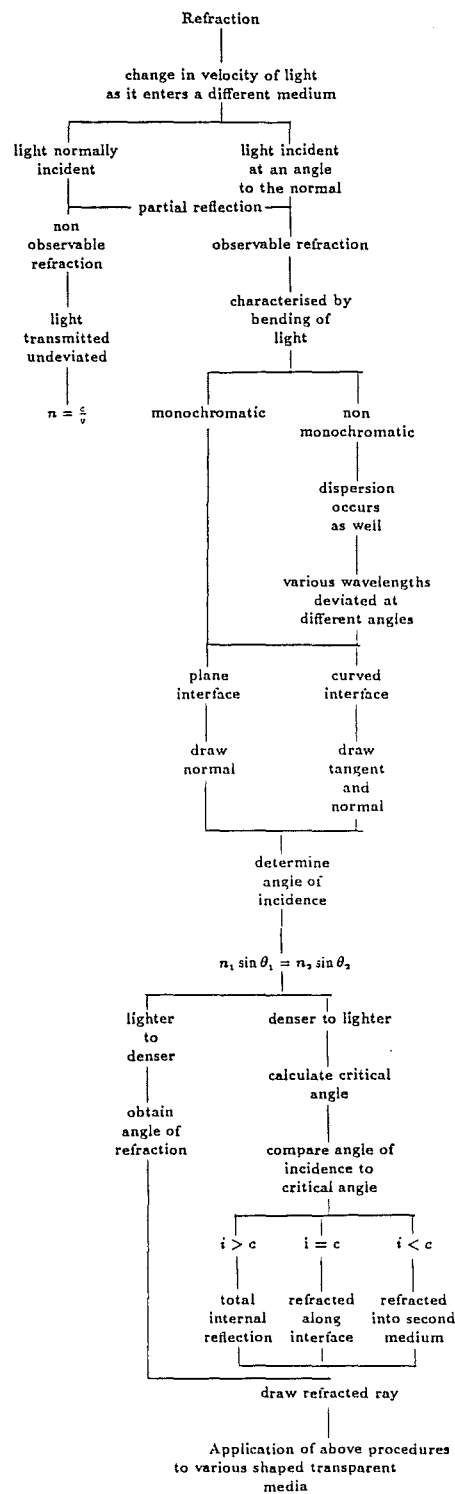 Refraction
change in velocity of light
as it enters a different medium
light normally
incident
light incident
at an angle
to the normal
partial reflection
non
observable
refraction
observable refraction
light
transmitted
undeviated
characterised by
bending of
light
n = c/v
monochromatic
non
monochromatic
dispersion
occurs
as well
various wavelengths
deviated at
different angles
plane
interface
curved
interface
draw
normal
draw
tangent
and
normal
determine
angle of
incidence
n₁ sin θ₁ = n₂ sin θ₂
lighter
to
denser
denser to lighter
calculate critical
angle
obtain
angle of
refraction
compare angle of
incidence to
critical angle
i > c
i = c
i < c
total
internal
reflection
refracted
along
interface
refracted
into second
medium
draw refracted ray
Application of above procedures
to various shaped transparent
media